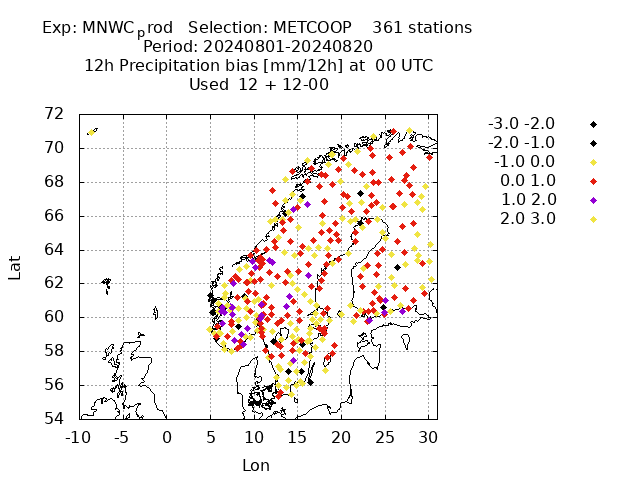 Exp: MNWCprod   Selection: METCOOP    361 stations
Period: 20240801-20240820
12h Precipitation bias [mm/12h] at  00 UTC
Used  12 + 12-00
72
70
68
66
64
62
60
58
56
54
-10 -5 0 5 10 15 20 25 30
Lat
Lon
-3.0 -2.0
-2.0 -1.0
-1.0 0.0
0.0 1.0
1.0 2.0
2.0 3.0